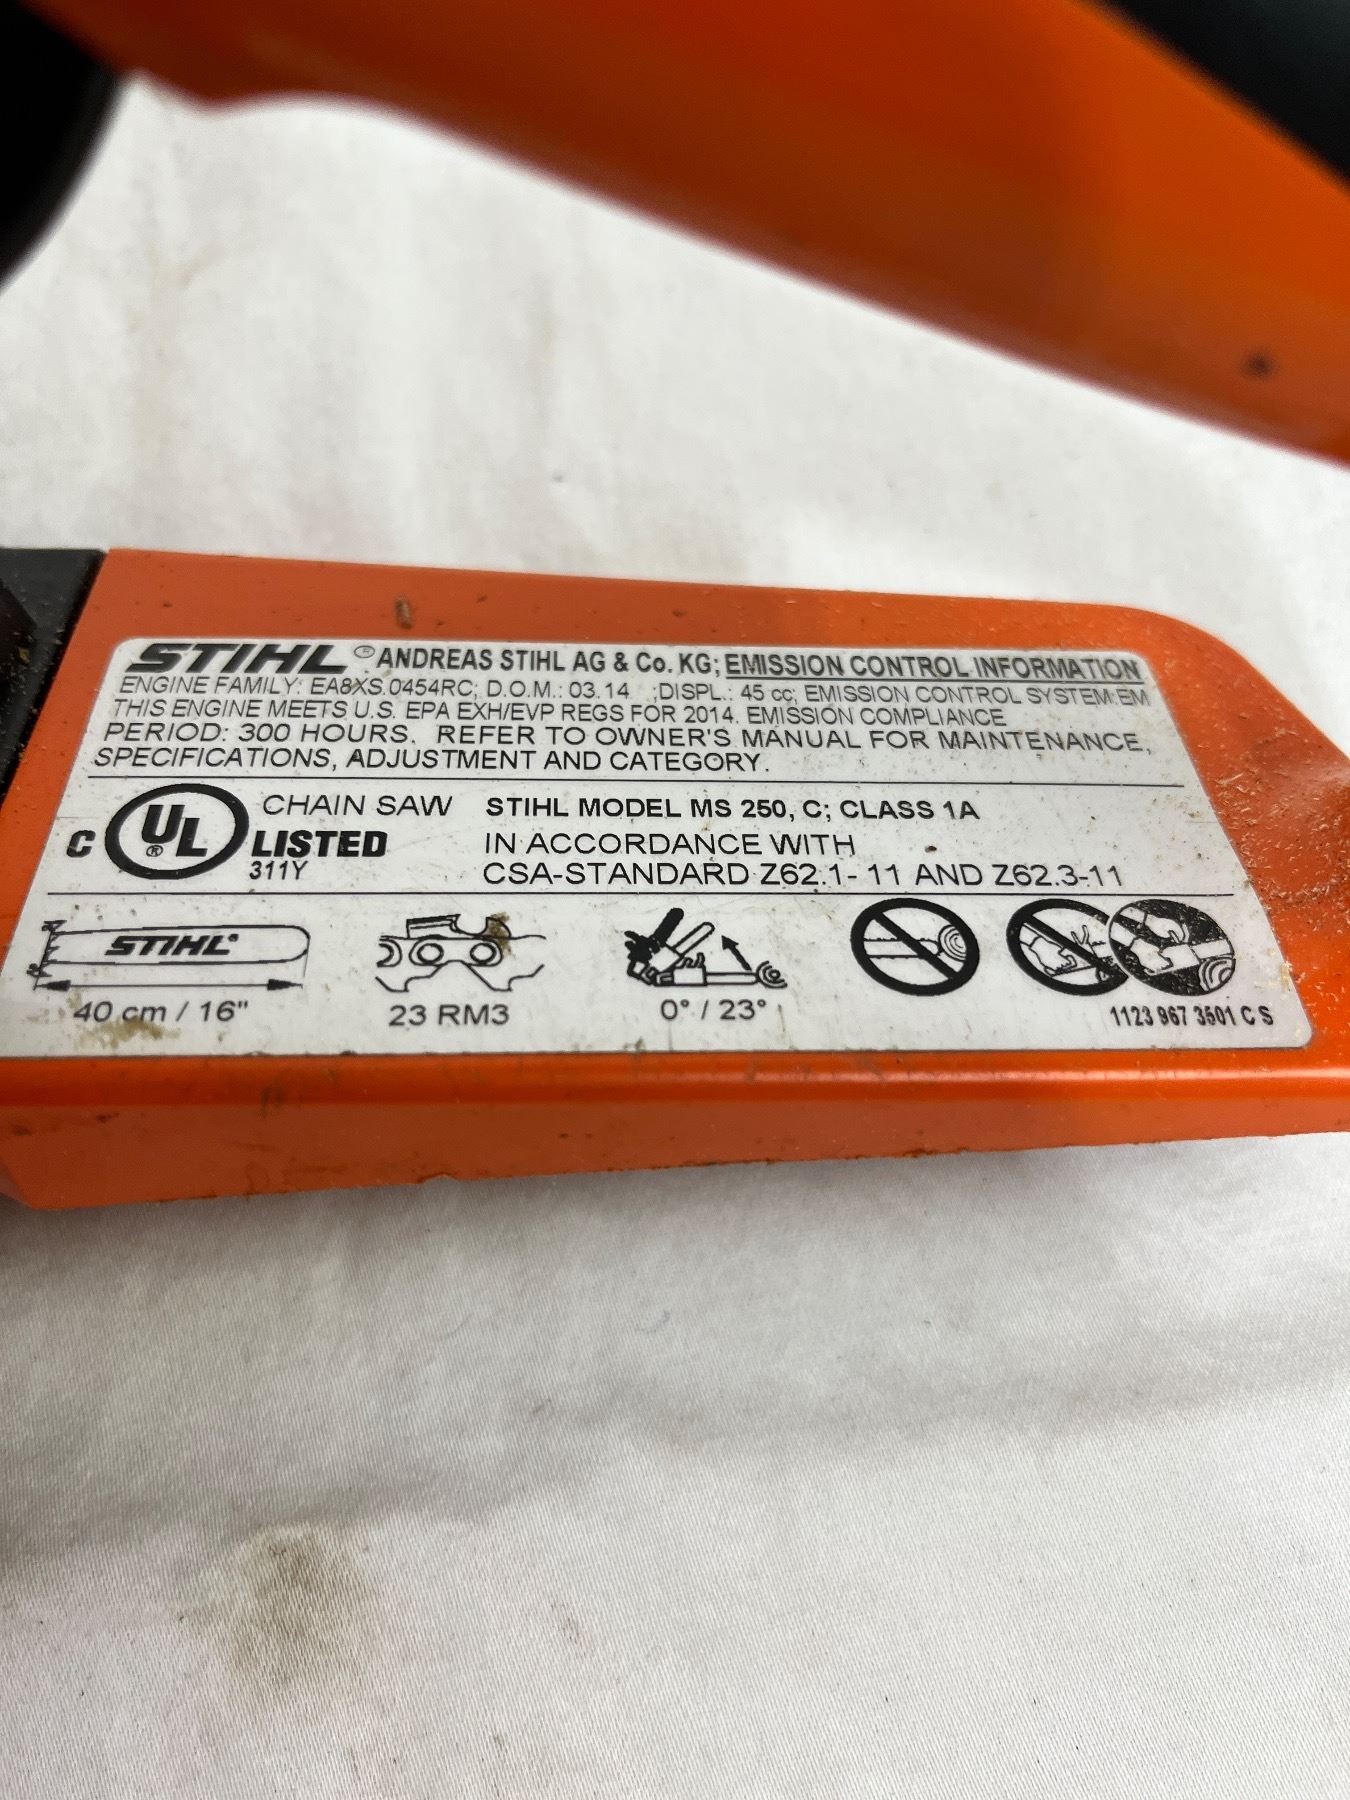 STIHL® ANDREAS STIHL AG & Co. KG; EMISSION CONTROL INFORMATION
ENGINE FAMILY: EA8XS.0454RC; D.O.M.: 03.14 ;DISPL.: 45 cc; EMISSION CONTROL SYSTEM:EM
THIS ENGINE MEETS U.S. EPA EXH/EVP REGS FOR 2014. EMISSION COMPLIANCE
PERIOD: 300 HOURS. REFER TO OWNER'S MANUAL FOR MAINTENANCE,
SPECIFICATIONS, ADJUSTMENT AND CATEGORY.
CHAIN SAW STIHL MODEL MS 250, C; CLASS 1A
C UL® LISTED IN ACCORDANCE WITH
311Y CSA-STANDARD Z62.1- 11 AND Z62.3-11
STIHL®
40 cm / 16" 23 RM3 0° / 23° 1123 967 3501 C S